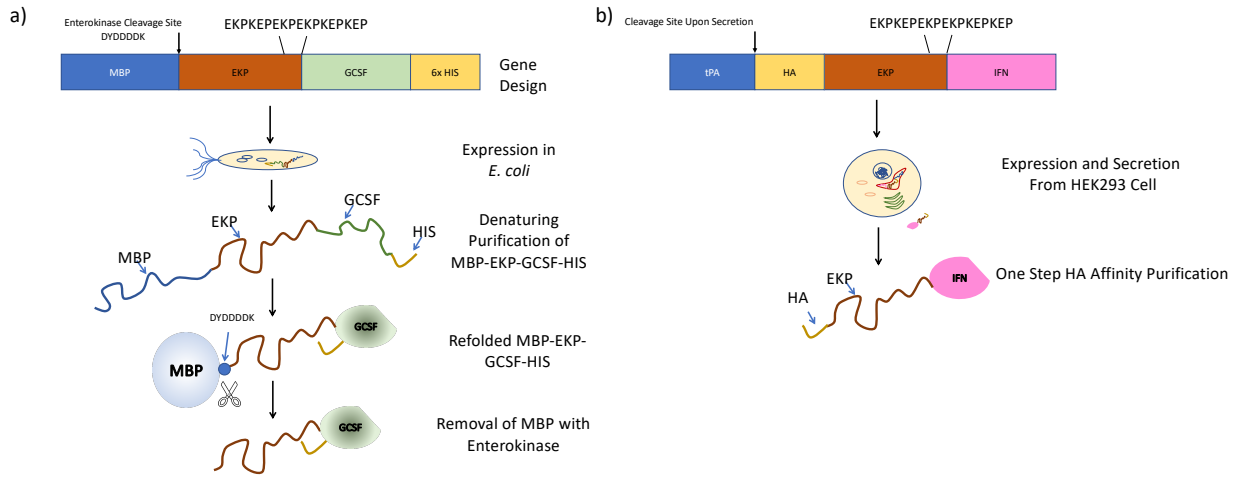 a)
Enterokinase Cleavage Site
DYDDDDK
EKPKEPEKPEKPKEPKEP
MBP
EKP
GCSF
6x HIS
Gene
Design
Expression in
E. coli
GCSF
EKP
HIS
MBP
Denaturing
Purification of
MBP-EKP-GCSF-HIS
DYDDDDK
GCSF
MBP
Refolded MBP-EKP-
GCSF-HIS
GCSF
Removal of MBP with
Enterokinase
b)
Cleavage Site Upon Secretion
EKPKEPEKPEKPKEPKEP
tPA
HA
EKP
IFN
Expression and Secretion
From HEK293 Cell
EKP
IFN
HA
One Step HA Affinity Purification